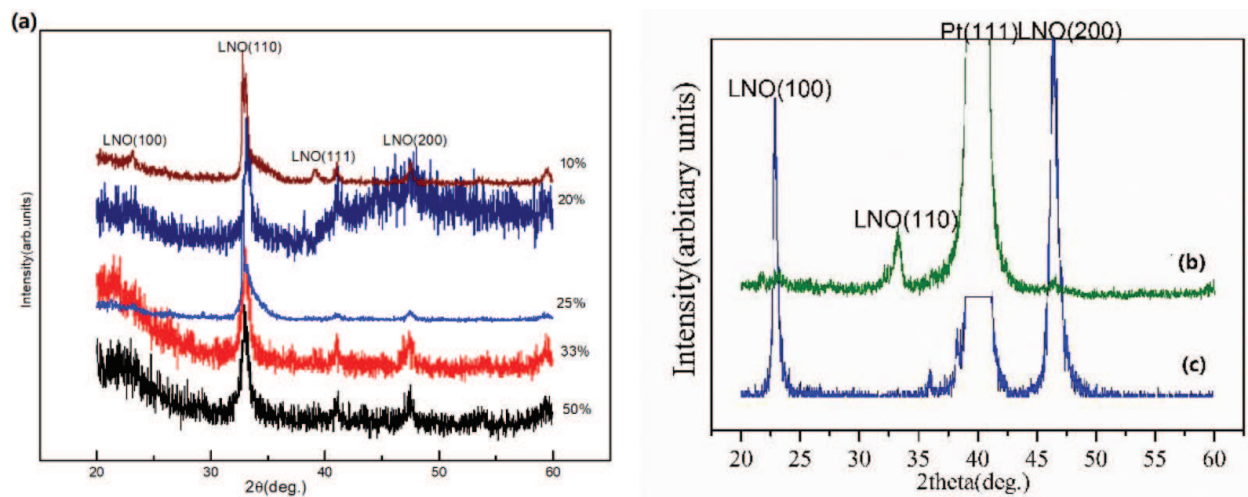 (a)
LNO(110)
LNO(100)
LNO(111)
LNO(200)
10%
20%
25%
33%
50%
Intensity(arb.units)
20 30 40 50 60
2θ(deg.)
Pt(111)LNO(200)
LNO(100)
LNO(110)
(b)
(c)
Intensity(arbitary units)
20 25 30 35 40 45 50 55 60
2theta(deg.)